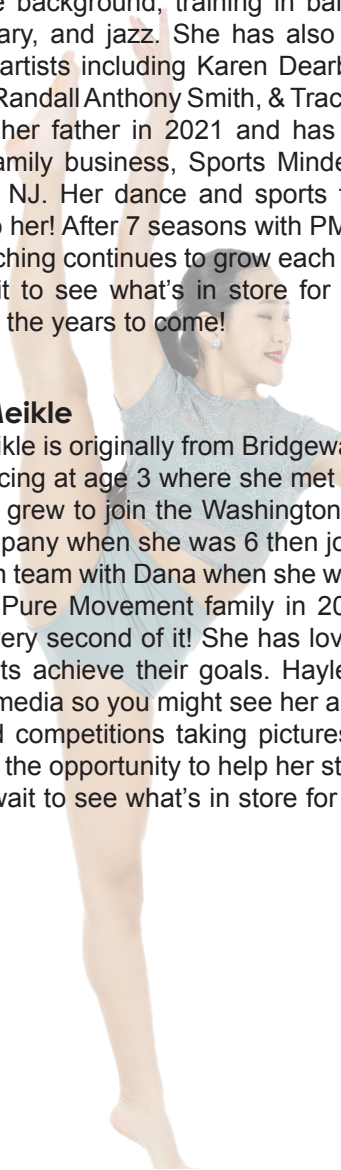 background, training in
ary, and jazz. She has also
artists including Karen
Randall Anthony Smith, & Trac
her father in 2021 and has
amily business, Sports Minde
NJ. Her dance and sports
her! After 7 seasons with PM
ching continues to grow each
it to see what's in store for
the years to come!
Meikle
ikle is originally from
cing at age 3 where she met
grew to join the Washington
pany when she was 6 then jo
team with Dana when she w
Pure Movement family in 20
very second of it! She has lov
ts achieve their goals. Hayle
media so you might see her a
competitions taking pictures
the opportunity to help her st
wait to see what's in store for